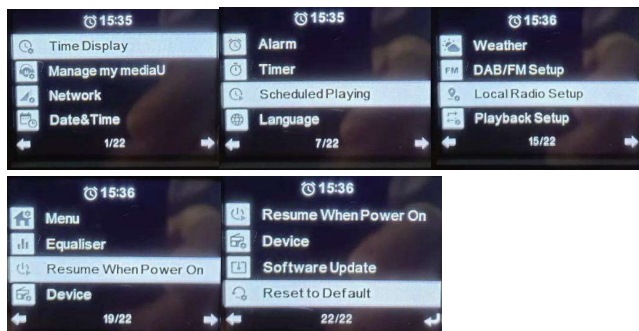 15:35
Time Display
Manage my mediaU
Network
Date&Time
1/22
15:35
Alarm
Timer
Scheduled Playing
Language
7/22
15:36
Weather
FM DAB/FM Setup
Local Radio Setup
Playback Setup
15/22
15:36
Menu
Equaliser
Resume When Power On
Device
19/22
15:36
Resume When Power On
Device
Software Update
Reset to Default
22/22